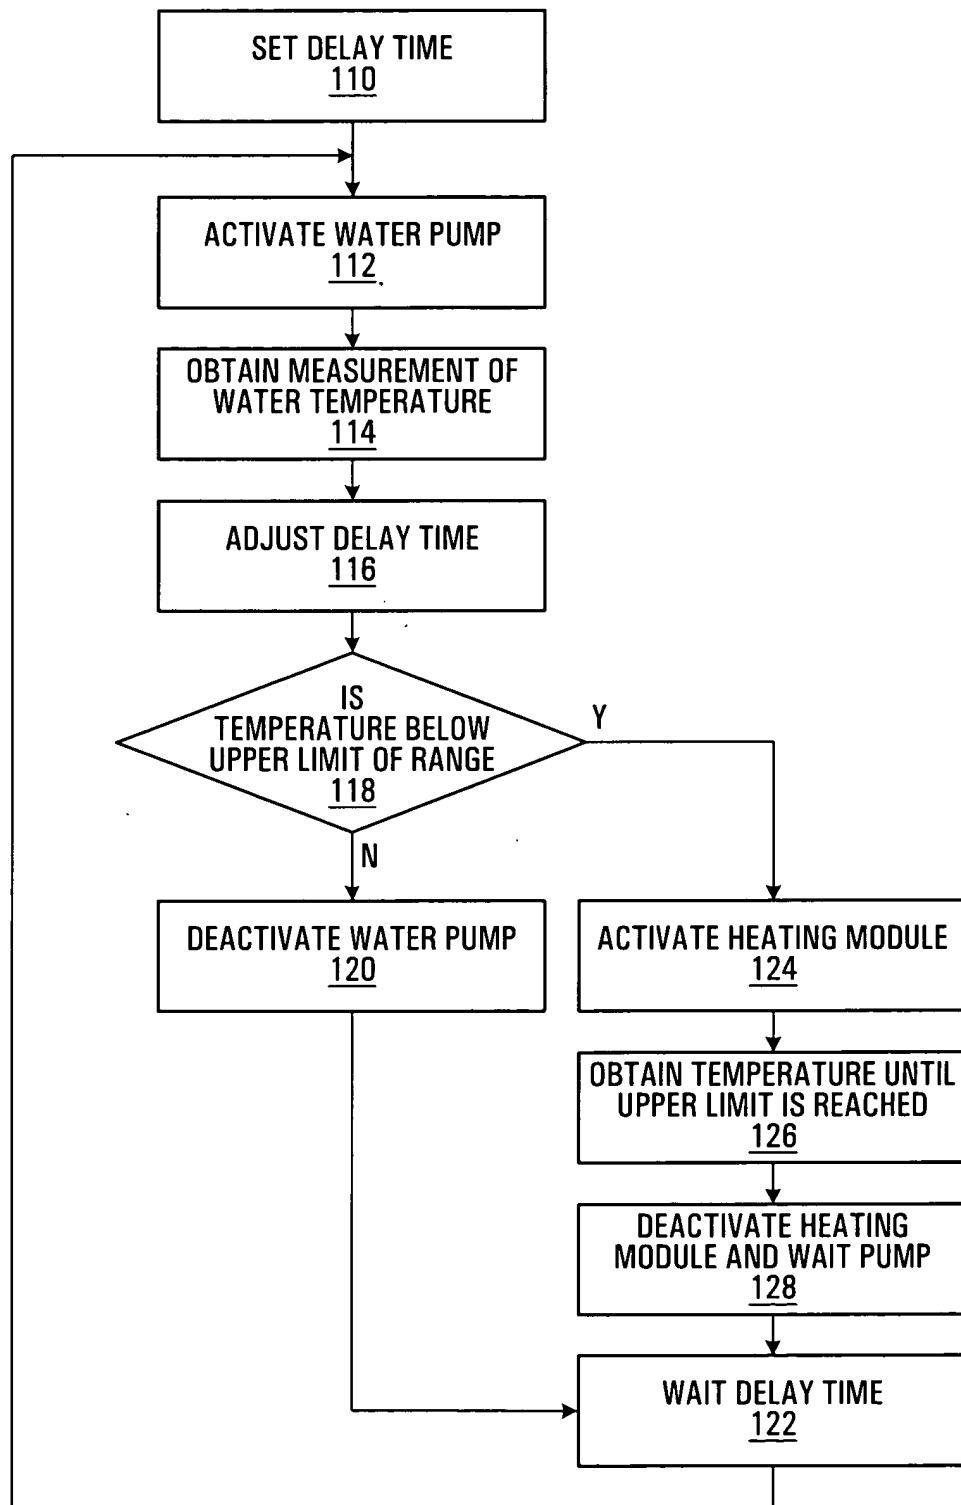 SET DELAY TIME
110
ACTIVATE WATER PUMP
112
OBTAIN MEASUREMENT OF
WATER TEMPERATURE
114
ADJUST DELAY TIME
116
IS
TEMPERATURE BELOW
UPPER LIMIT OF RANGE
118
Y
N
DEACTIVATE WATER PUMP
120
ACTIVATE HEATING MODULE
124
OBTAIN TEMPERATURE UNTIL
UPPER LIMIT IS REACHED
126
DEACTIVATE HEATING
MODULE AND WAIT PUMP
128
WAIT DELAY TIME
122